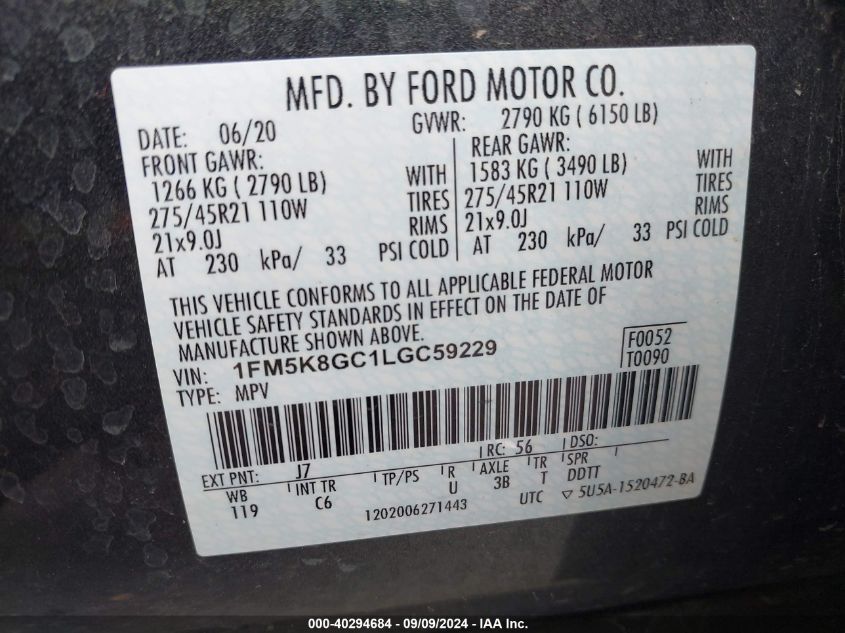 MFD. BY FORD MOTOR CO.
DATE: 06/20 GVWR: 2790 KG ( 6150 LB)
FRONT GAWR: REAR GAWR:
1266 KG ( 2790 LB) WITH 1583 KG ( 3490 LB) WITH
275/45R21 110W TIRES 275/45R21 110W TIRES
21x9.0J RIMS 21x9.0J RIMS
AT 230 kPa/ 33 PSI COLD AT 230 kPa/ 33 PSI COLD
THIS VEHICLE CONFORMS TO ALL APPLICABLE FEDERAL MOTOR
VEHICLE SAFETY STANDARDS IN EFFECT ON THE DATE OF
MANUFACTURE SHOWN ABOVE.
VIN: 1FM5K8GC1LGC59229 F0052
TYPE: MPV T0090
EXT PNT: J7 RC: 56 DSO:
WB INT TR TP/PS R AXLE TR SPR
119 C6 U 3B T DDTT
1202006271443 UTC ▽ 5U5A-1520472-BA
000-40294684 - 09/09/2024 - IAA Inc.